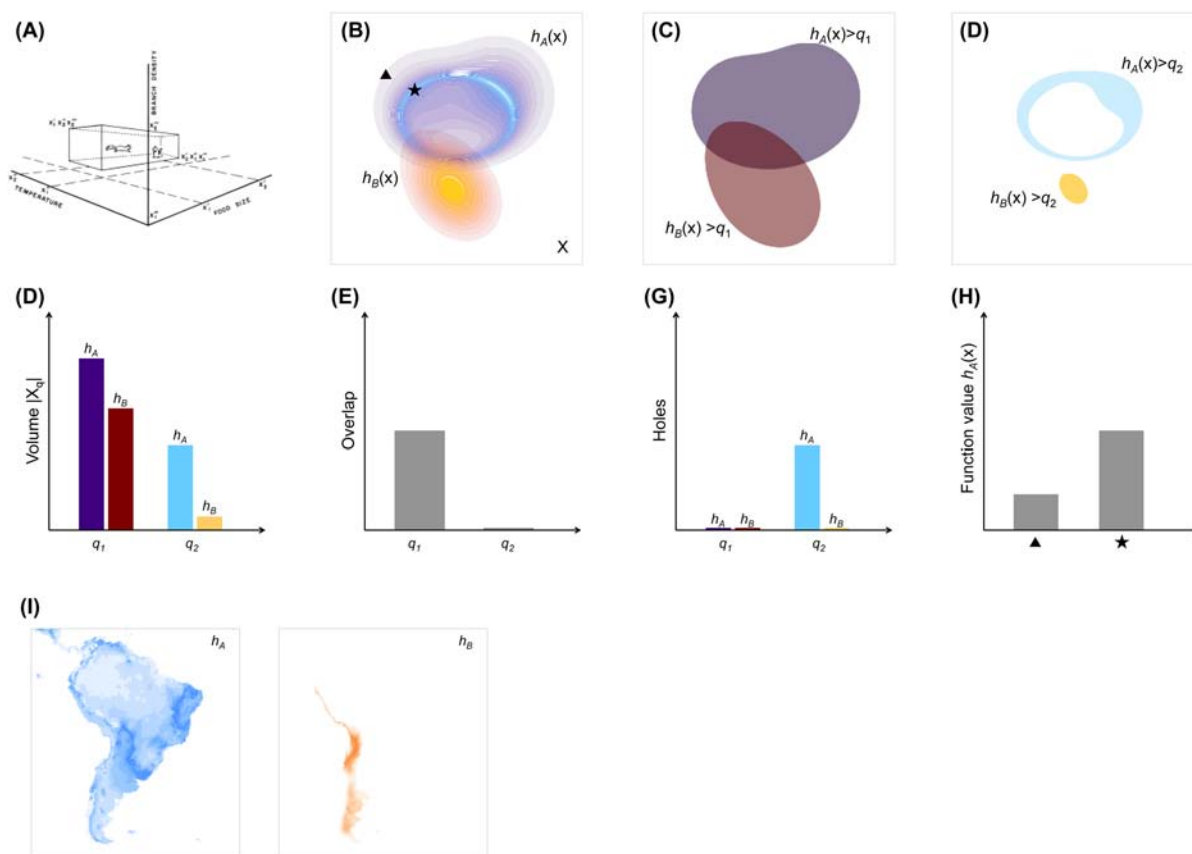 (A)
BRANCH DENSITY
TEMPERATURE
FOOD SIZE
(B)
hA(x)
▲
★
hB(x)
X
(C)
hA(x)>q1
hB(x) >q1
(D)
hA(x)>q2
hB(x) >q2
(D)
Volume |Xq|
hA
hB
hA
hB
q1
q2
(E)
Overlap
q1
q2
(G)
Holes
hA
hB
hA
hB
q1
q2
(H)
Function value hA(x)
▲
★
(I)
hA
hB